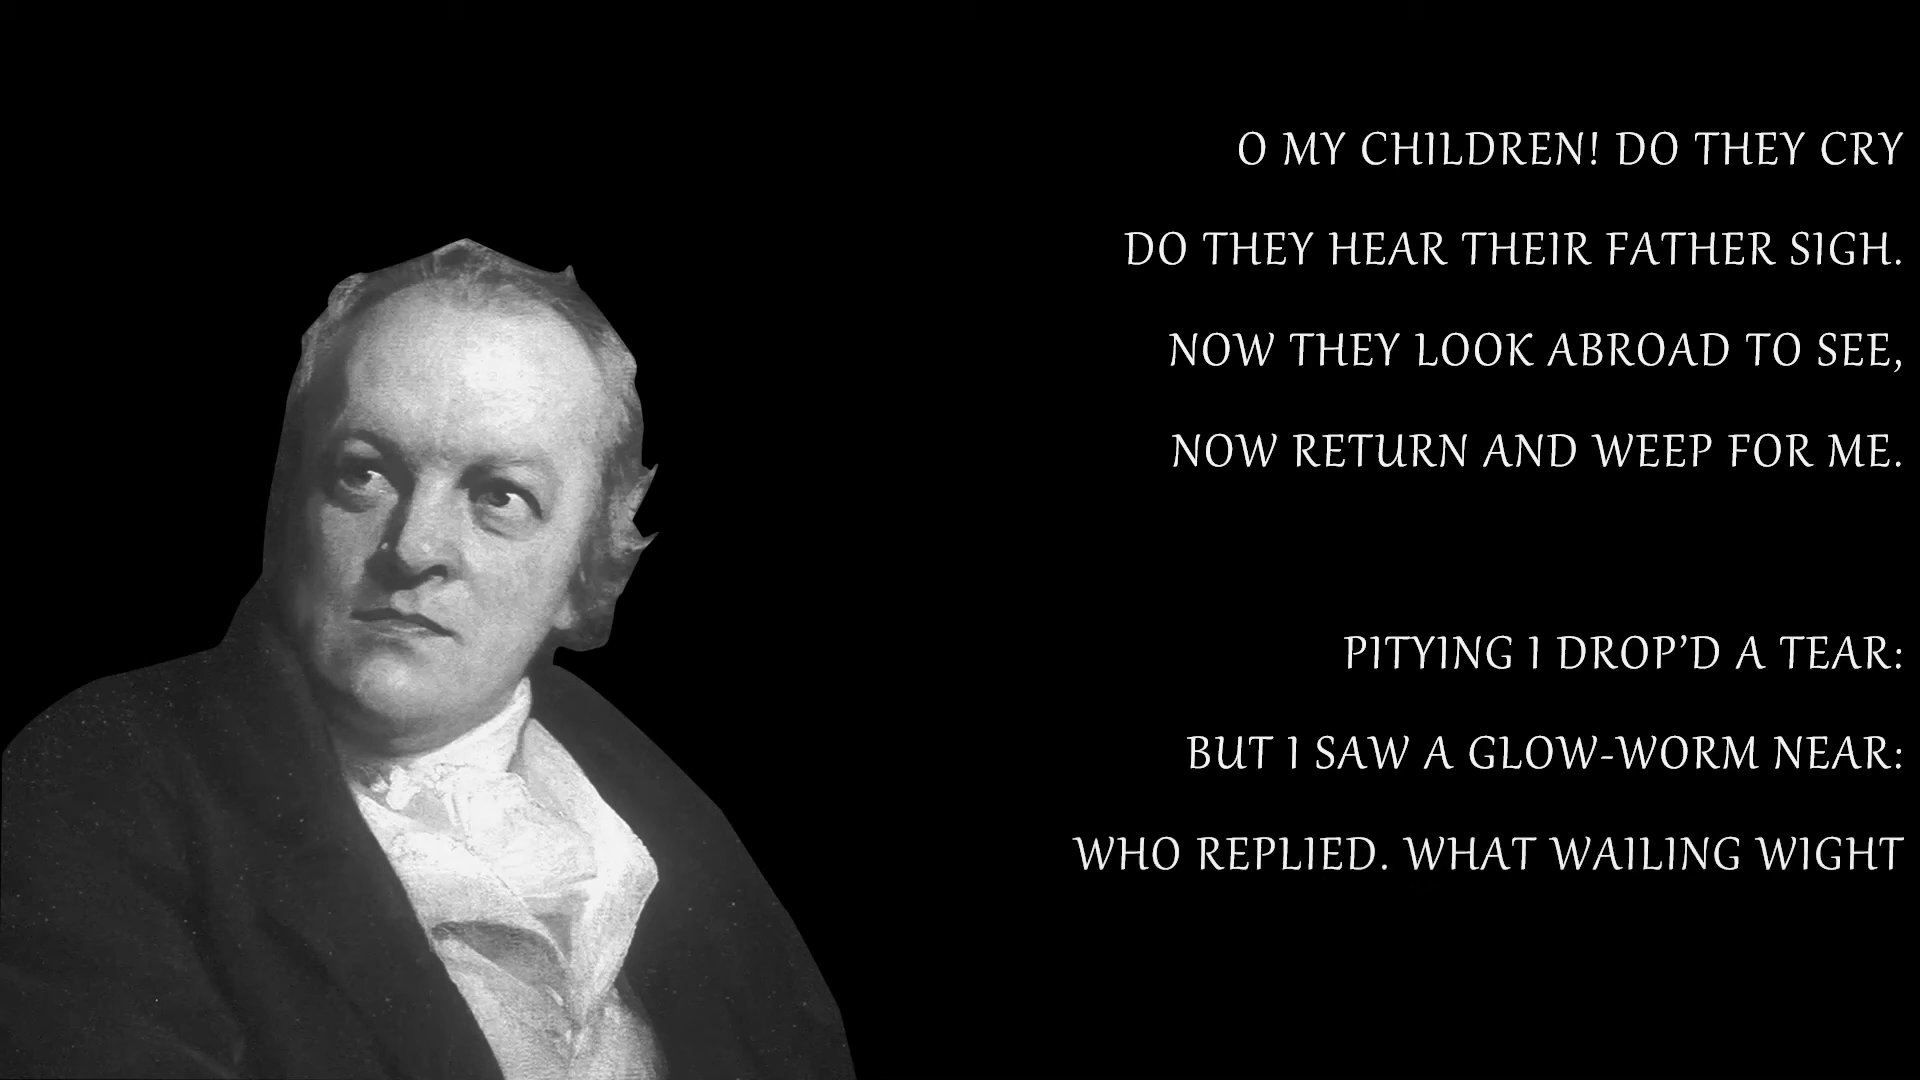 O MY CHILDREN! DO THEY CRY
DO THEY HEAR THEIR FATHER SIGH.
NOW THEY LOOK ABROAD TO SEE,
NOW RETURN AND WEEP FOR ME.
PITYING I DROP’D A TEAR:
BUT I SAW A GLOW-WORM NEAR:
WHO REPLIED. WHAT WAILING WIGHT